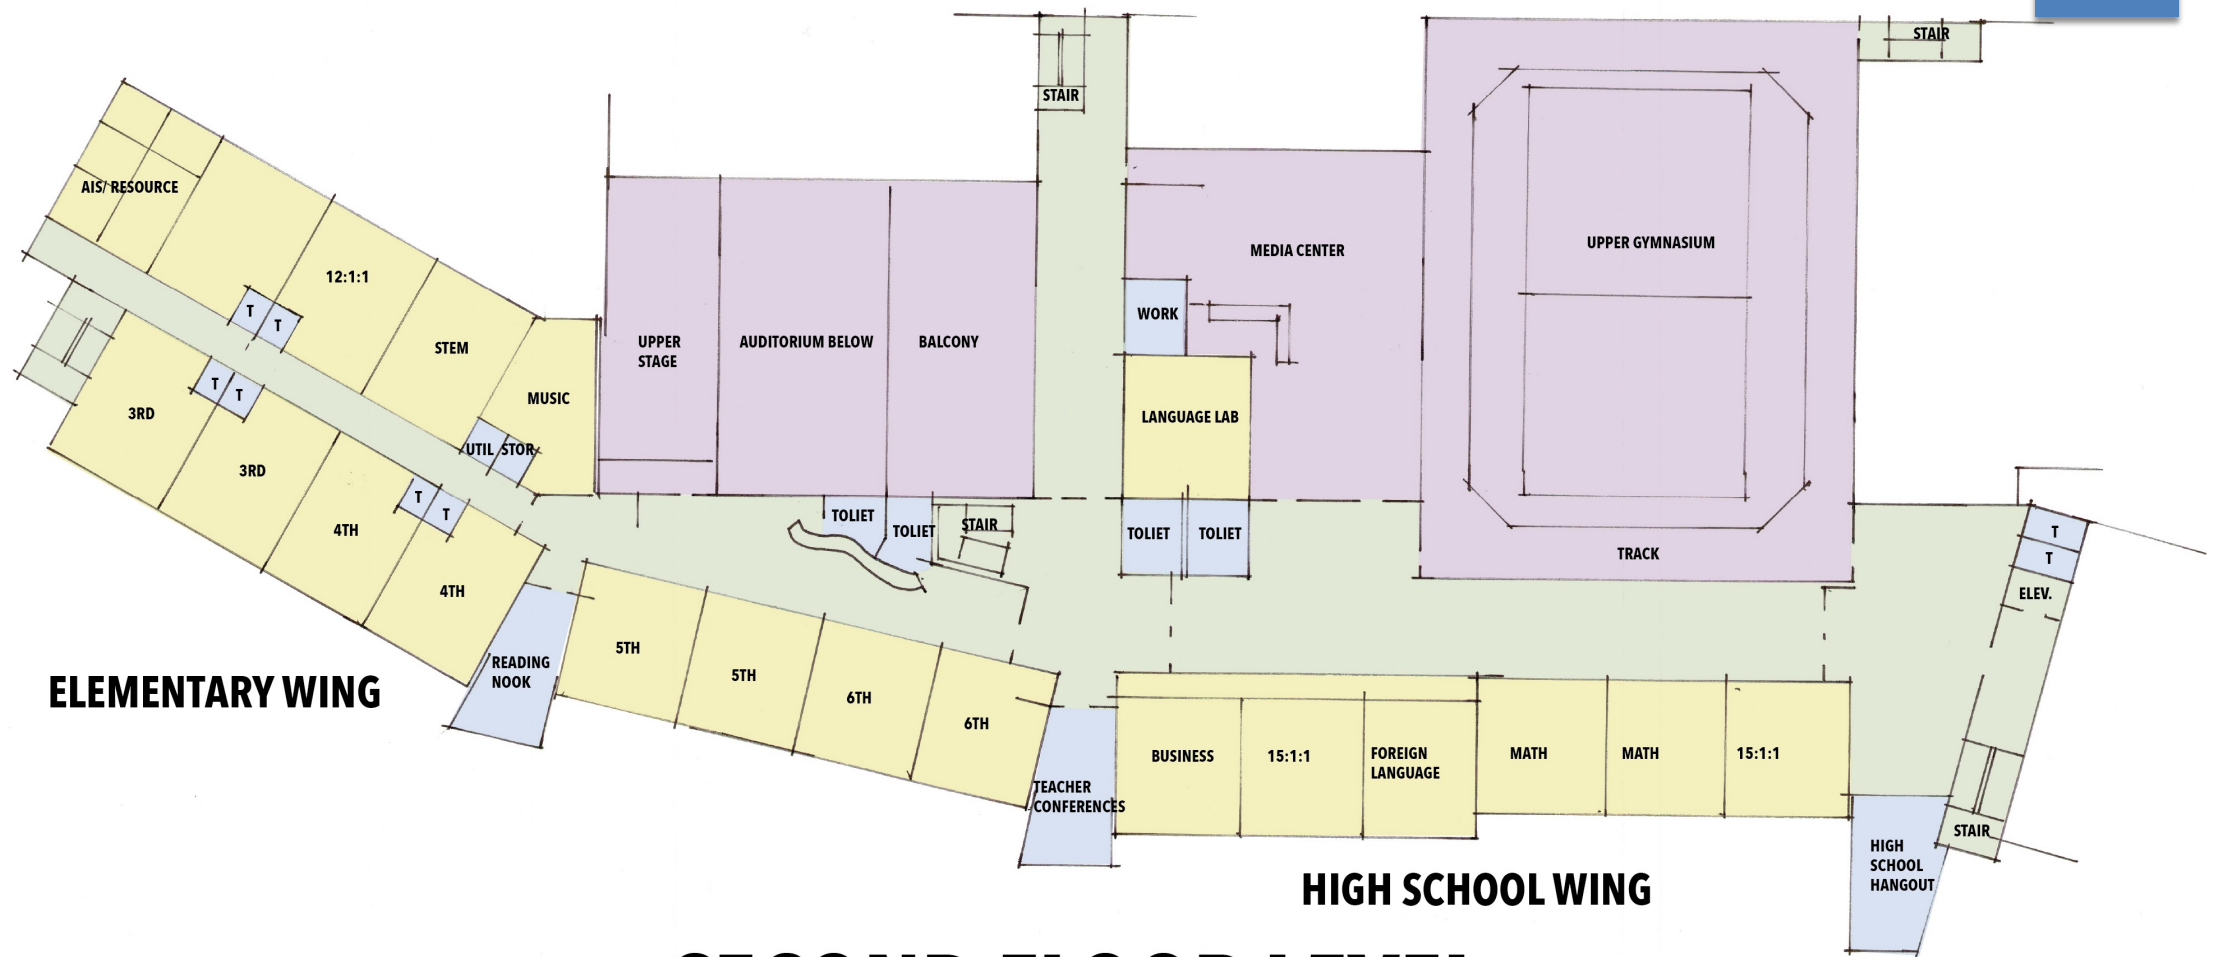 STAIR
STAIR
AIS/ RESOURCE
12:1:1
T
T
STEM
MUSIC
UTIL
STOR
3RD
T
T
3RD
4TH
T
T
4TH
UPPER
STAGE
AUDITORIUM BELOW
BALCONY
MEDIA CENTER
WORK
LANGUAGE LAB
UPPER GYMNASIUM
TRACK
TOLIET
TOLIET
STAIR
TOLIET
TOLIET
T
T
ELEV.
READING
NOOK
5TH
5TH
6TH
6TH
TEACHER
CONFERENCES
BUSINESS
15:1:1
FOREIGN
LANGUAGE
MATH
MATH
15:1:1
STAIR
HIGH
SCHOOL
HANGOUT
ELEMENTARY WING
HIGH SCHOOL WING
SECOND FLOOR LEVEL